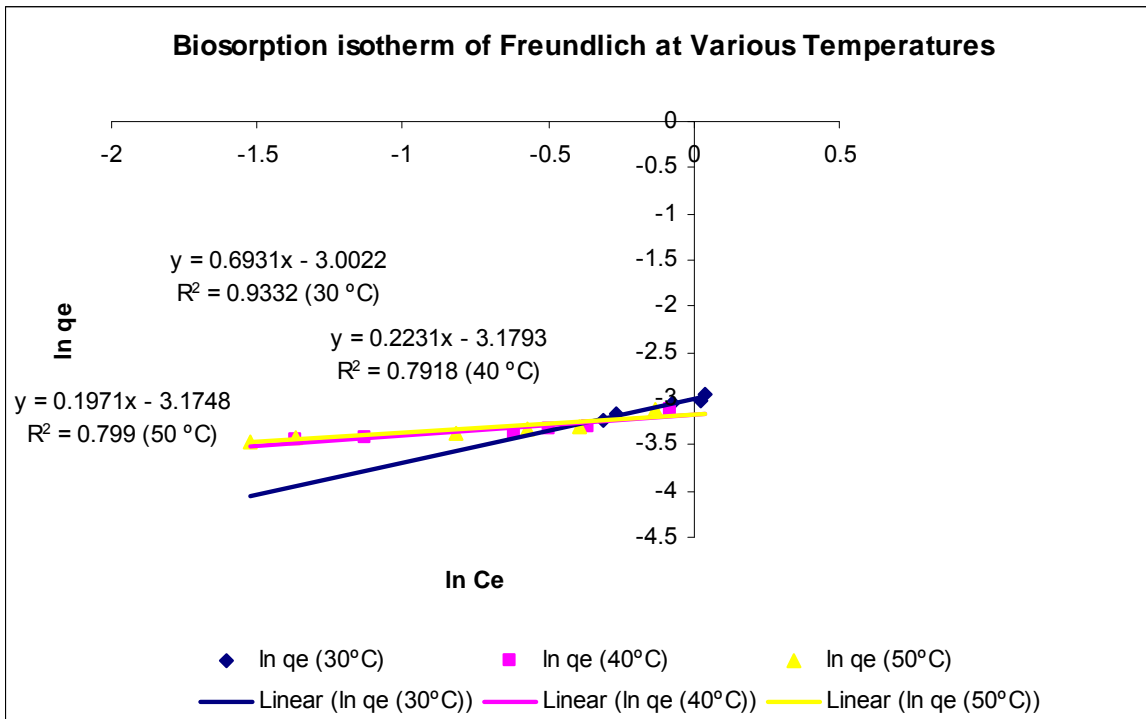 Biosorption isotherm of Freundlich at Various Temperatures
0
-2 -1.5 -1 -0.5 0 0.5
-0.5
-1
-1.5
-2
-2.5
-3
-3.5
-4
-4.5
y = 0.6931x - 3.0022
R² = 0.9332 (30 ºC)
y = 0.2231x - 3.1793
R² = 0.7918 (40 ºC)
y = 0.1971x - 3.1748
R² = 0.799 (50 ºC)
ln qe
ln Ce
ln qe (30ºC) ln qe (40ºC) ln qe (50ºC)
Linear (ln qe (30ºC)) Linear (ln qe (40ºC)) Linear (ln qe (50ºC))